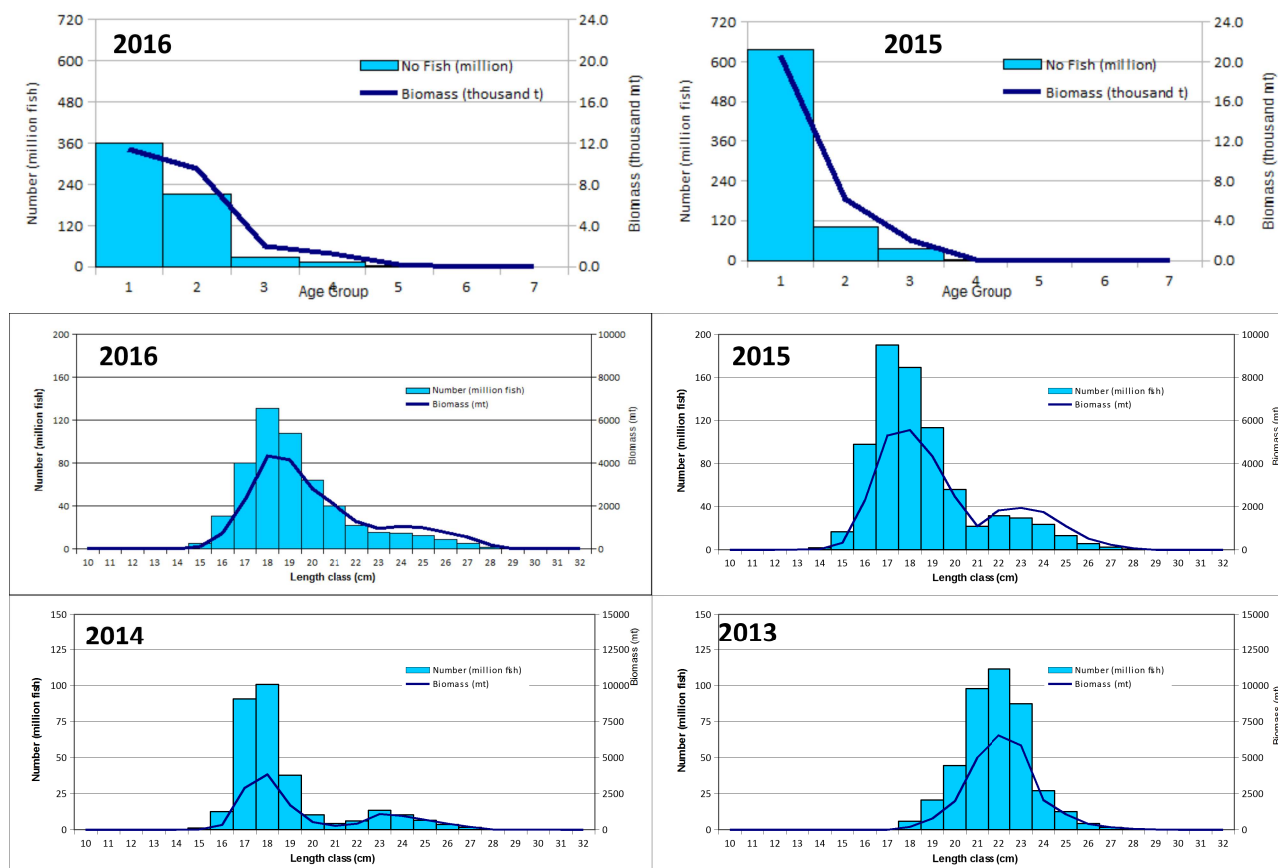 2016
No Fish (million)
Biomass (thousand t)
Number (million fish)
720
600
480
360
240
120
0
24.0
20.0
16.0
12.0
8.0
4.0
0.0
Biomass (thousand mt)
1 2 3 4 5 6 7
Age Group
2015
No Fish (million)
Biomass (thousand t)
Number (million fish)
720
600
480
360
240
120
0
24.0
20.0
16.0
12.0
8.0
4.0
0.0
Biomass (thousand mt)
1 2 3 4 5 6 7
Age Group
2016
Number (million fish)
Biomass (mt)
Number (million fish)
200
160
120
80
40
0
10000
8000
6000
4000
2000
0
Biomass (mt)
10 11 12 13 14 15 16 17 18 19 20 21 22 23 24 25 26 27 28 29 30 31 32
Length class (cm)
2015
Number (million fish)
Biomass (mt)
Number (million fish)
200
160
120
80
40
0
10000
8000
6000
4000
2000
0
Biomass (mt)
10 11 12 13 14 15 16 17 18 19 20 21 22 23 24 25 26 27 28 29 30 31 32
Length class (cm)
2014
Number (million fish)
Biomass (mt)
Number (million fish)
150
125
100
75
50
25
0
15000
12500
10000
7500
5000
2500
0
Biomass (mt)
10 11 12 13 14 15 16 17 18 19 20 21 22 23 24 25 26 27 28 29 30 31 32
Length class (cm)
2013
Number (million fish)
Biomass (mt)
Number (million fish)
150
125
100
75
50
25
0
15000
12500
10000
7500
5000
2500
0
Biomass (mt)
10 11 12 13 14 15 16 17 18 19 20 21 22 23 24 25 26 27 28 29 30 31 32
Length class (cm)